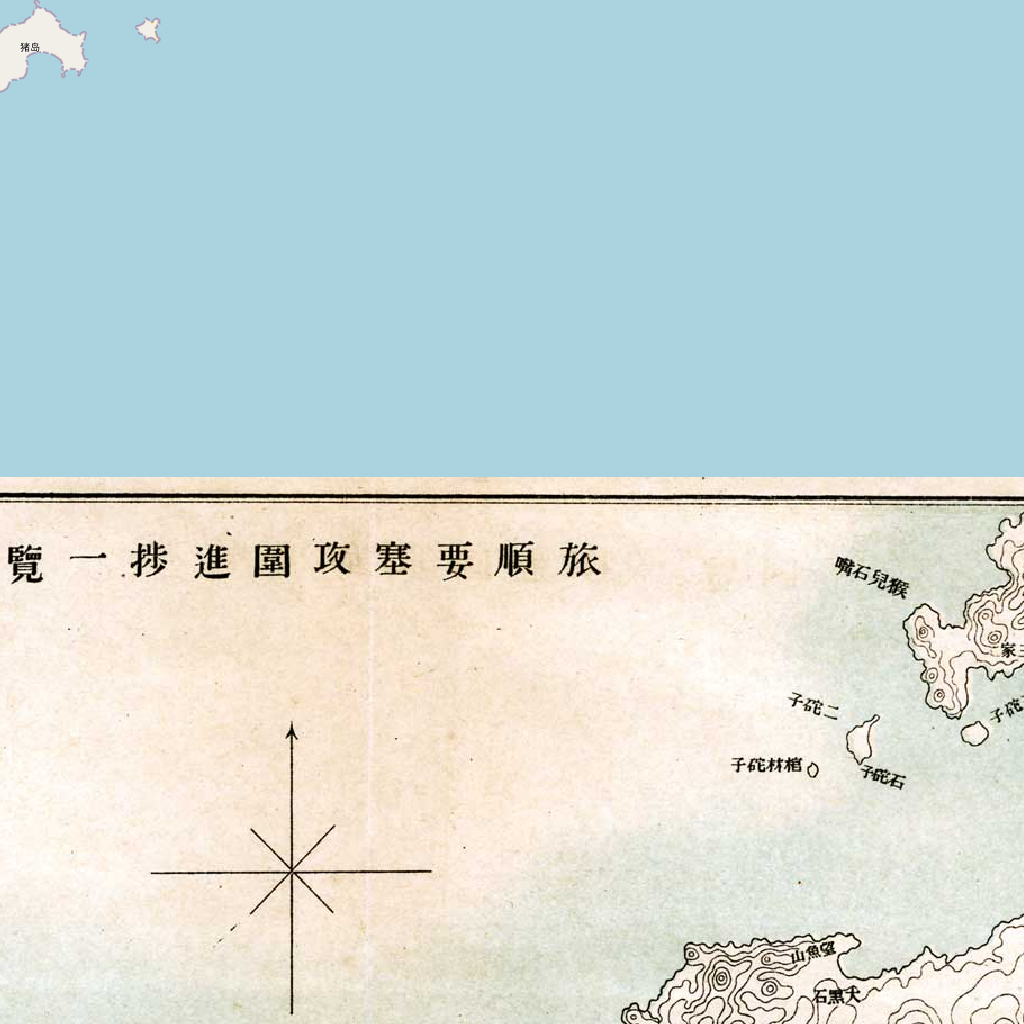 猪岛
旅順要塞攻圍進捗一覽
猴兒石嘴
二砣子
棺材砣子
石砣子
砣子
望魚山
大黑石